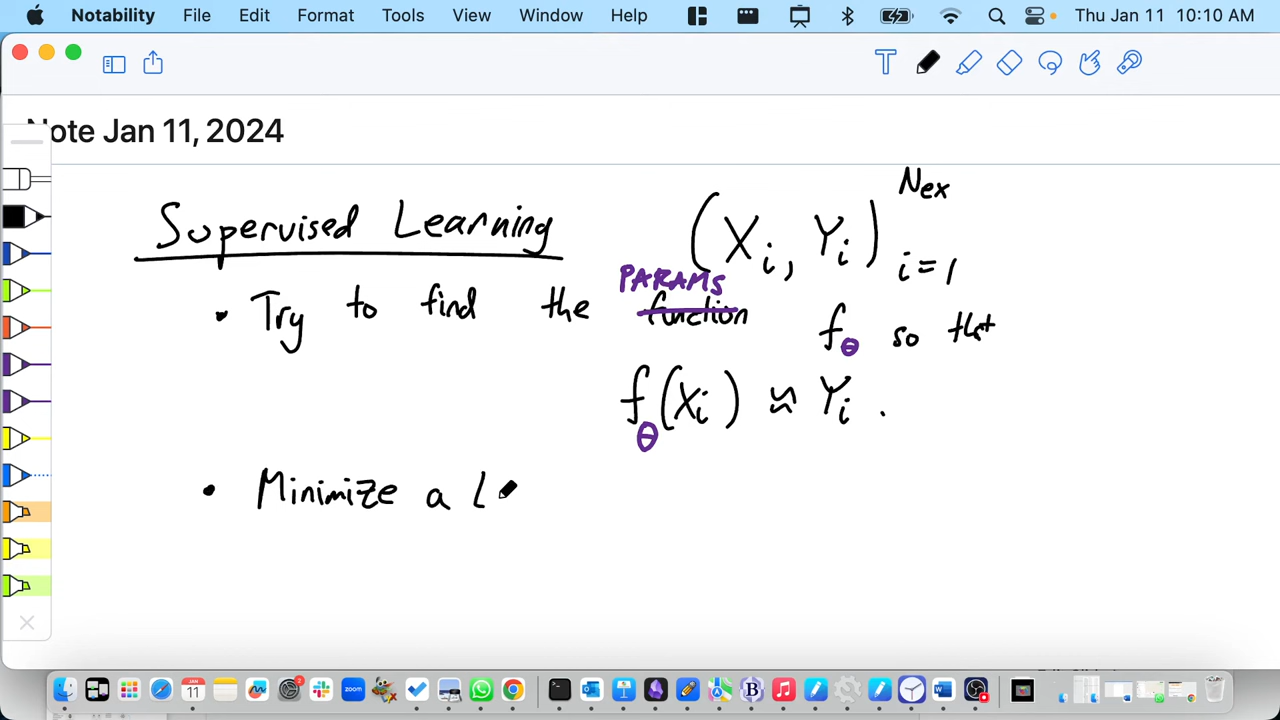 Notability File Edit Format Tools View Window Help Thu Jan 11 10:10 AM
Note Jan 11, 2024
Supervised Learning (Xi, Yi) Nex i=1
PARAMS
• Try to find the function fθ so that
fθ(Xi) ≈ Yi .
• Minimize a L